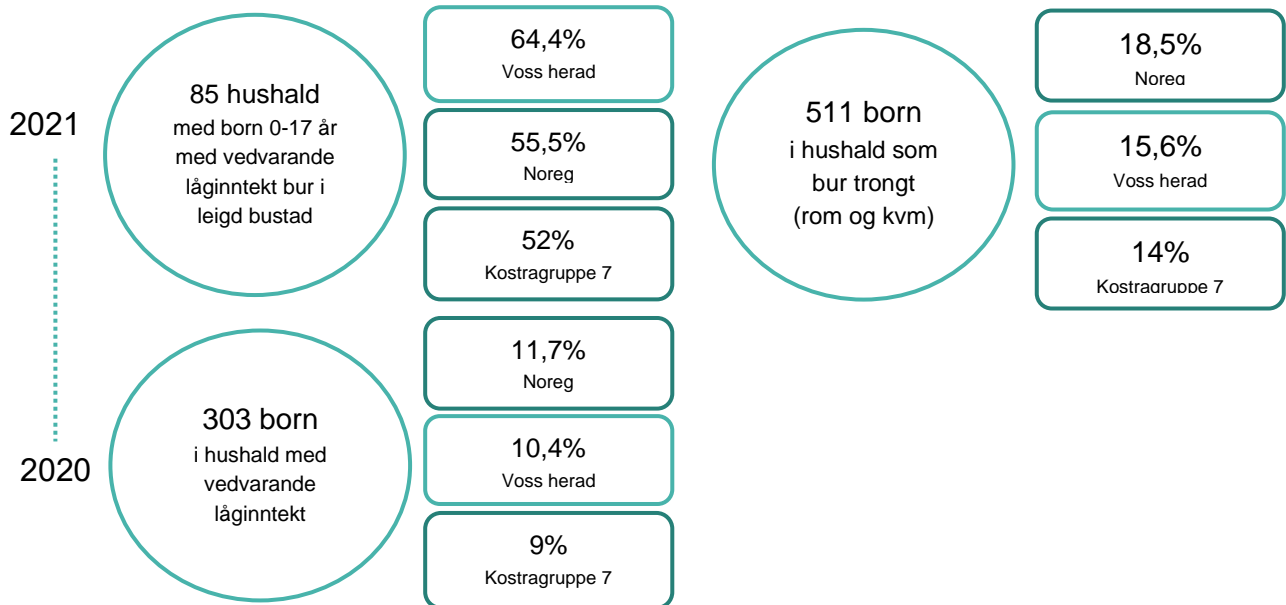 2021
85 hushald
med born 0-17 år
med vedvarande
låginntekt bur i
leigd bustad
64,4%
Voss herad
55,5%
Noreg
52%
Kostragruppe 7
511 born
i hushald som
bur trongt
(rom og kvm)
18,5%
Noreg
15,6%
Voss herad
14%
Kostragruppe 7
2020
303 born
i hushald med
vedvarande
låginntekt
11,7%
Noreg
10,4%
Voss herad
9%
Kostragruppe 7